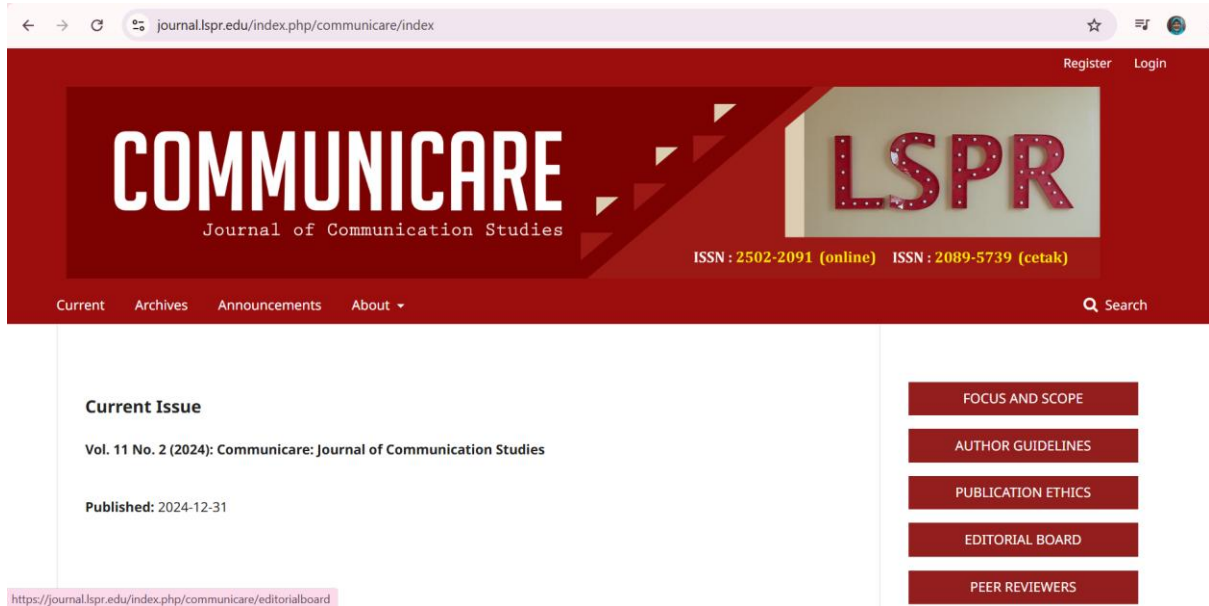 journal.lspr.edu/index.php/communicare/index
Register Login
COMMUNICARE
Journal of Communication Studies
LSPR
ISSN : 2502-2091 (online) ISSN : 2089-5739 (cetak)
Current Archives Announcements About Search
Current Issue
Vol. 11 No. 2 (2024): Communicare: Journal of Communication Studies
Published: 2024-12-31
FOCUS AND SCOPE
AUTHOR GUIDELINES
PUBLICATION ETHICS
EDITORIAL BOARD
PEER REVIEWERS
https://journal.lspr.edu/index.php/communicare/editorialboard